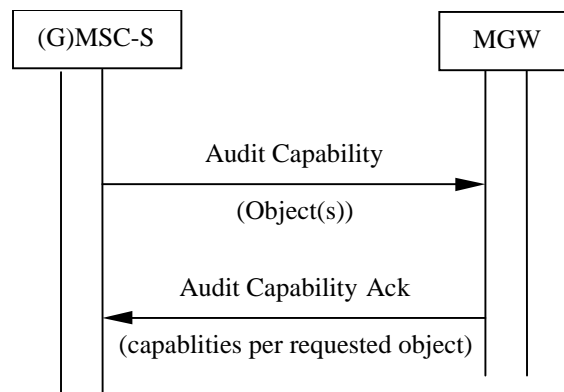 (G)MSC-S
MGW
Audit Capability
(Object(s))
Audit Capability Ack
(capablities per requested object)